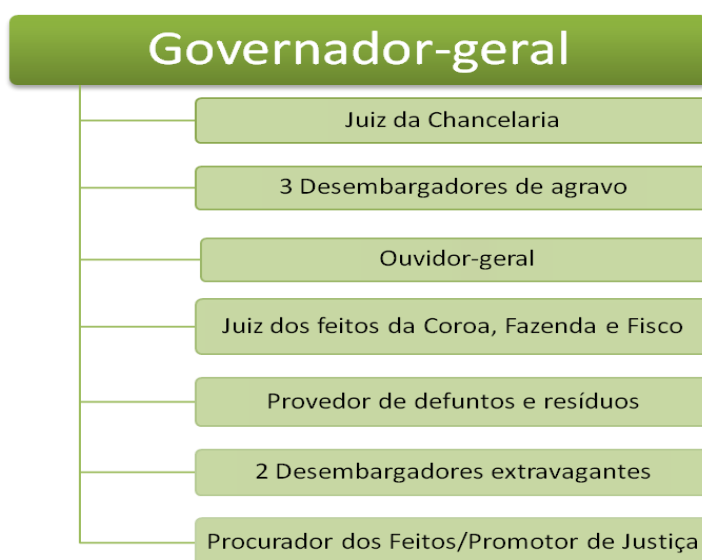 Governador-geral
Juiz da Chancelaria
3 Desembargadores de agravo
Ouvidor-geral
Juiz dos feitos da Coroa, Fazenda e Fisco
Provedor de defuntos e resíduos
2 Desembargadores extravagantes
Procurador dos Feitos/Promotor de Justiça